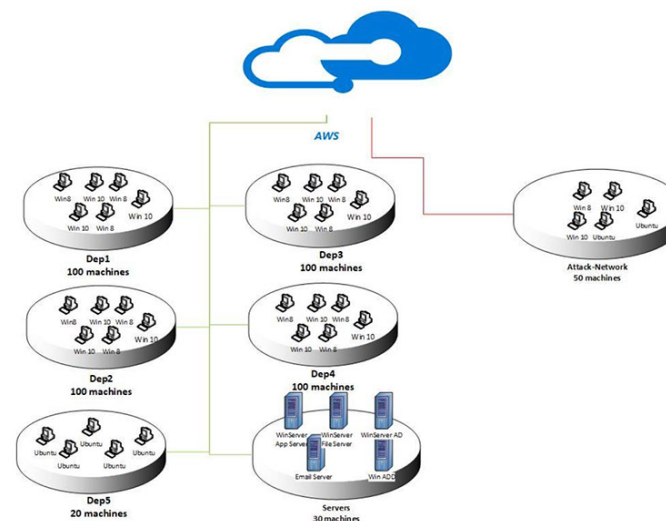 AWS
Win8 Win 10 Win 8
Win 10
Win 10 Win 8
Dep1
100 machines
Win8 Win 10 Win 8
Win 10
Win 10 Win 8
Dep3
100 machines
Win 8 Win 10
Win 10 Ubuntu
Ubuntu
Attack-Network
50 machines
Win8 Win 10 Win 8
Win 10
Win 10 Win 8
Dep2
100 machines
Win8 Win 10 Win 8
Win 10
Win 10 Win 8
Dep4
100 machines
Ubuntu
Ubuntu Ubuntu
Ubuntu Ubuntu
Dep5
20 machines
WinServer App Server
WinServer File Server
WinServer AD
Email Server
Win ADD
Servers
30 machines